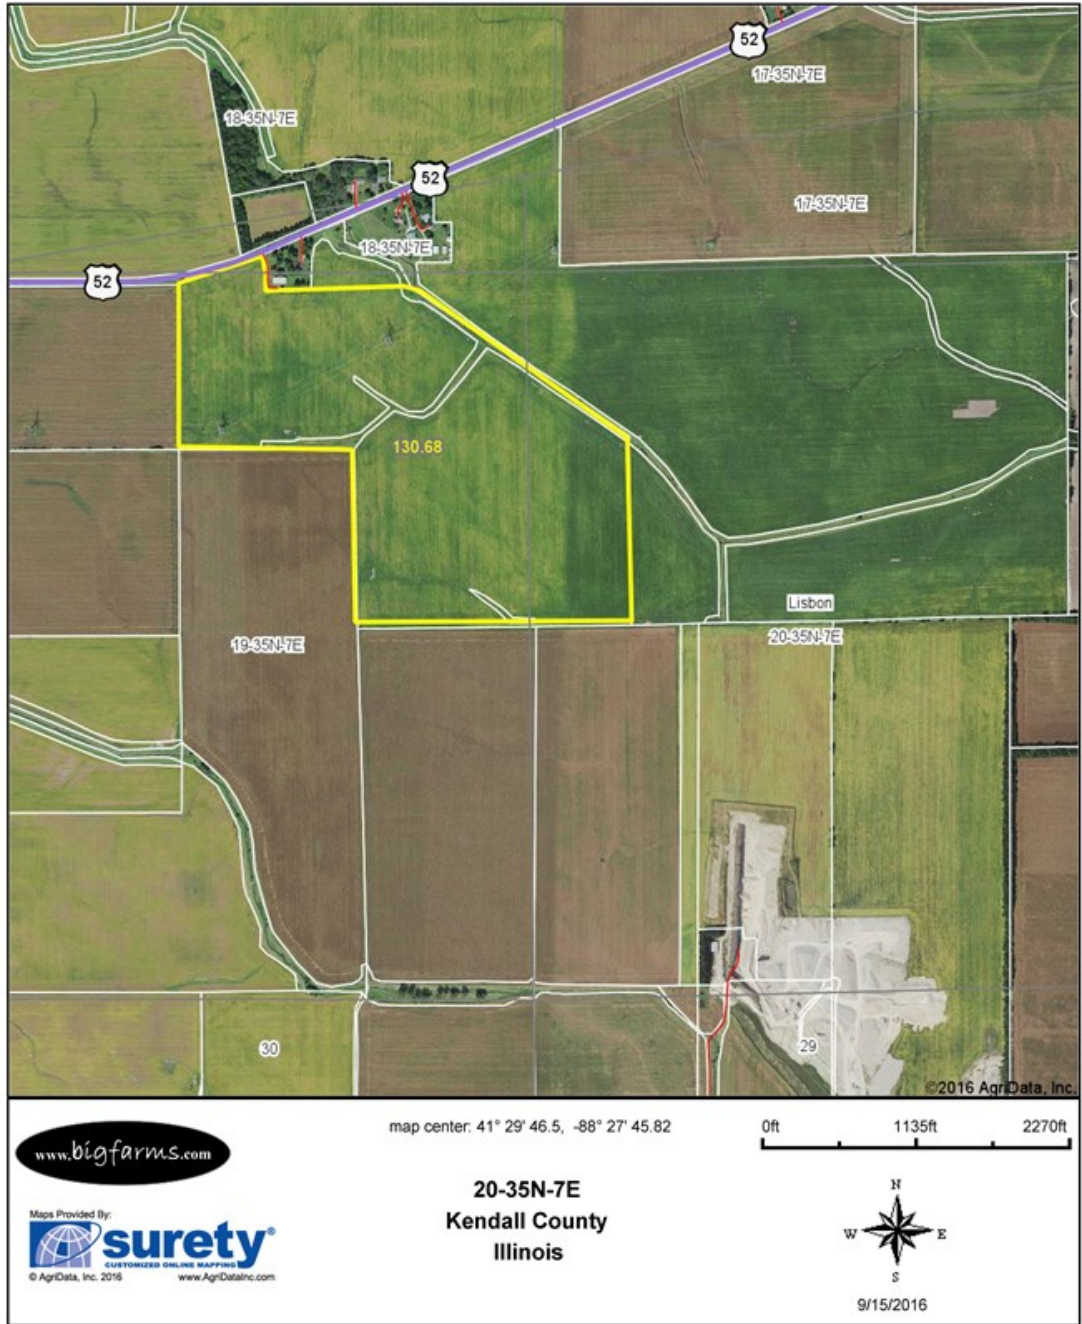 52
17-35N-7E
18-35N-7E
52
17-35N-7E
18-35N-7E
52
130.68
Lisbon
20-35N-7E
19-35N-7E
30
29
©2016 AgriData, Inc.
www.bigfarms.com
map center: 41° 29' 46.5, -88° 27' 45.82
0ft 1135ft 2270ft
20-35N-7E
Kendall County
Illinois
Maps Provided By:
surety®
CUSTOMIZED ONLINE MAPPING
© AgriData, Inc. 2016 www.AgriDataInc.com
N
W E
S
9/15/2016